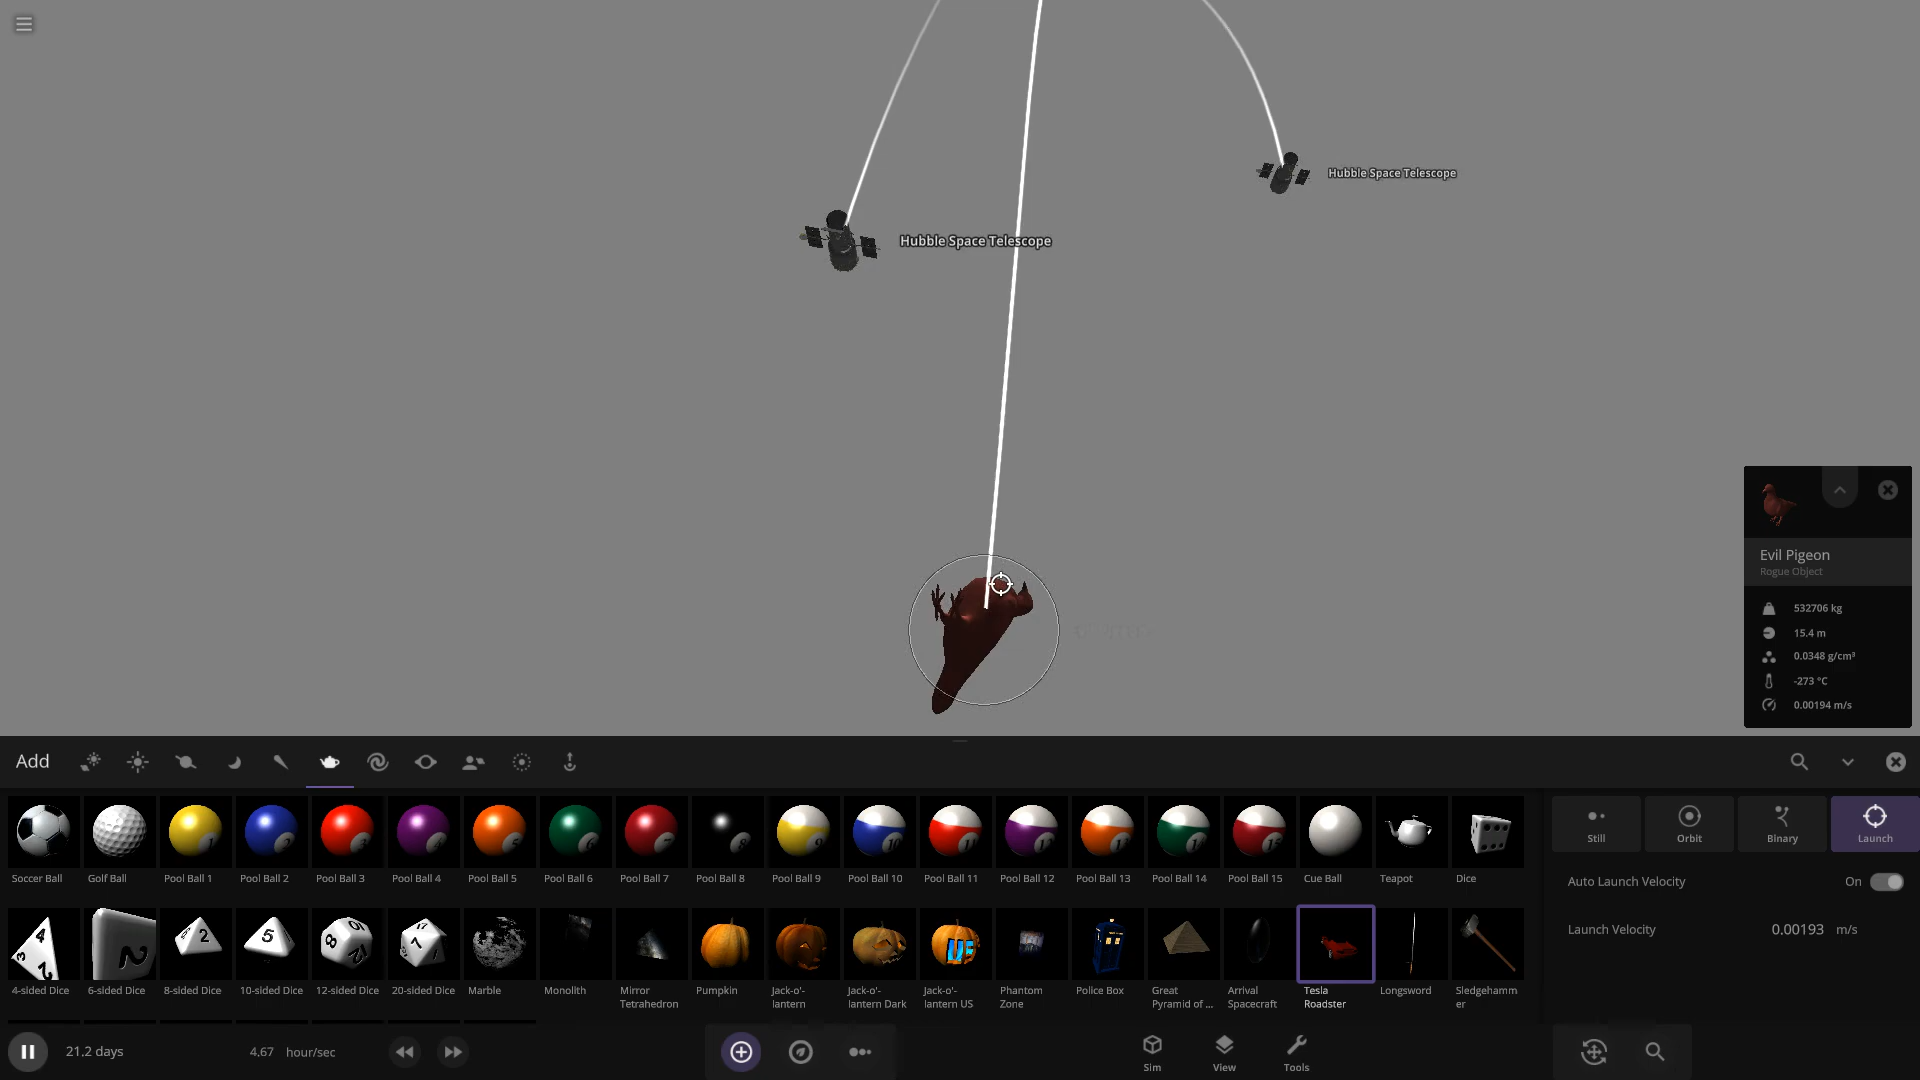 Hubble Space Telescope
Hubble Space Telescope
Evil Pigeon
Rogue Object
532706 kg
15.4 m
0.0348 g/cm³
-273 °C
0.00194 m/s
Add
Soccer Ball
Golf Ball
Pool Ball 1
Pool Ball 2
Pool Ball 3
Pool Ball 4
Pool Ball 5
Pool Ball 6
Pool Ball 7
Pool Ball 8
Pool Ball 9
Pool Ball 10
Pool Ball 11
Pool Ball 12
Pool Ball 13
Pool Ball 14
Pool Ball 15
Cue Ball
Teapot
Dice
4-sided Dice
6-sided Dice
8-sided Dice
10-sided Dice
12-sided Dice
20-sided Dice
Marble
Monolith
Mirror
Tetrahedron
Pumpkin
Jack-o'-
lantern
Jack-o'-
lantern Dark
Jack-o'-
lantern US
Phantom
Zone
Police Box
Great
Pyramid of ...
Arrival
Spacecraft
Tesla
Roadster
Longsword
Sledgehamm
er
Still
Orbit
Binary
Launch
Auto Launch Velocity On
Launch Velocity 0.00193 m/s
21.2 days
4.67 hour/sec
Sim
View
Tools